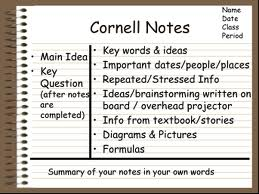 Cornell Notes
Name
Date
Class
Period
• Main Idea
• Key
Question
(after notes
are
completed)
• Key words & ideas
• Important dates/people/places
• Repeated/Stressed Info
• Ideas/brainstorming written on
board / overhead projector
• Info from textbook/stories
• Diagrams & Pictures
• Formulas
Summary of your notes in your own words